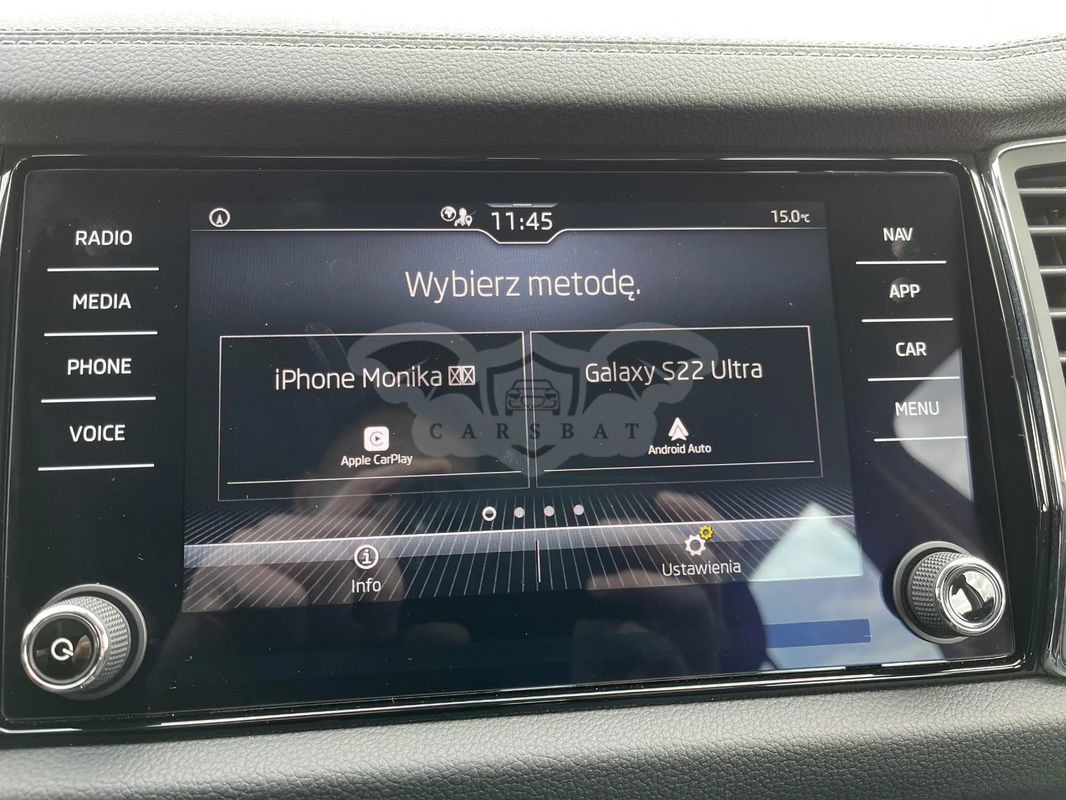 RADIO
MEDIA
PHONE
VOICE
11:45
15.0°C
Wybierz metodę.
iPhone Monika
Apple CarPlay
Galaxy S22 Ultra
Android Auto
Info
Ustawienia
NAV
APP
CAR
MENU
CARSBAT